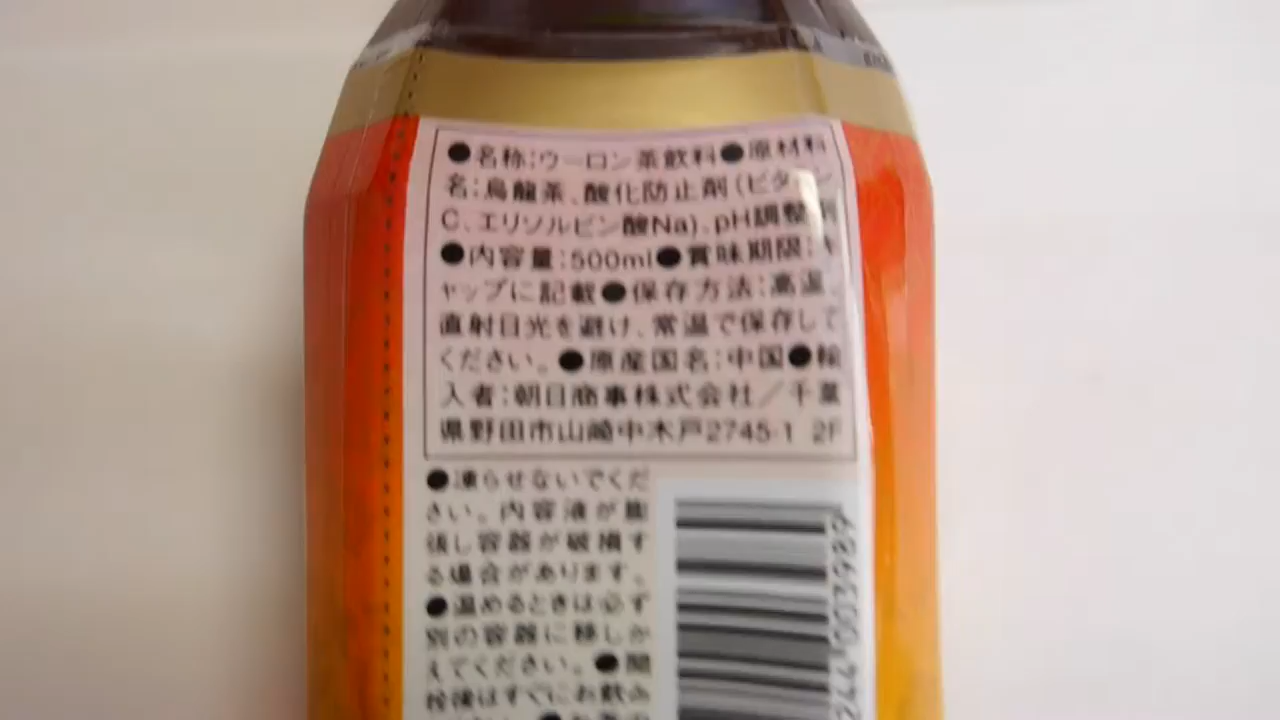 ●名称:ウーロン茶飲料●原材料
名:烏龍茶、酸化防止剤(ビタミン
C、エリソルビン酸Na)、pH調整剤
●内容量:500ml●賞味期限:キ
ャップに記載●保存方法:高温、
直射日光を避け、常温で保存して
ください。●原産国名:中国●輸
入者:朝日商事株式会社/千葉
県野田市山崎中木戸2745-1 2F
●凍らせないでくだ
さい。内容液が膨
張し容器が破損す
る場合があります。
●温めるときは必ず
別の容器に移しか
えてください。●開
栓後はすぐにお飲み
244 003989